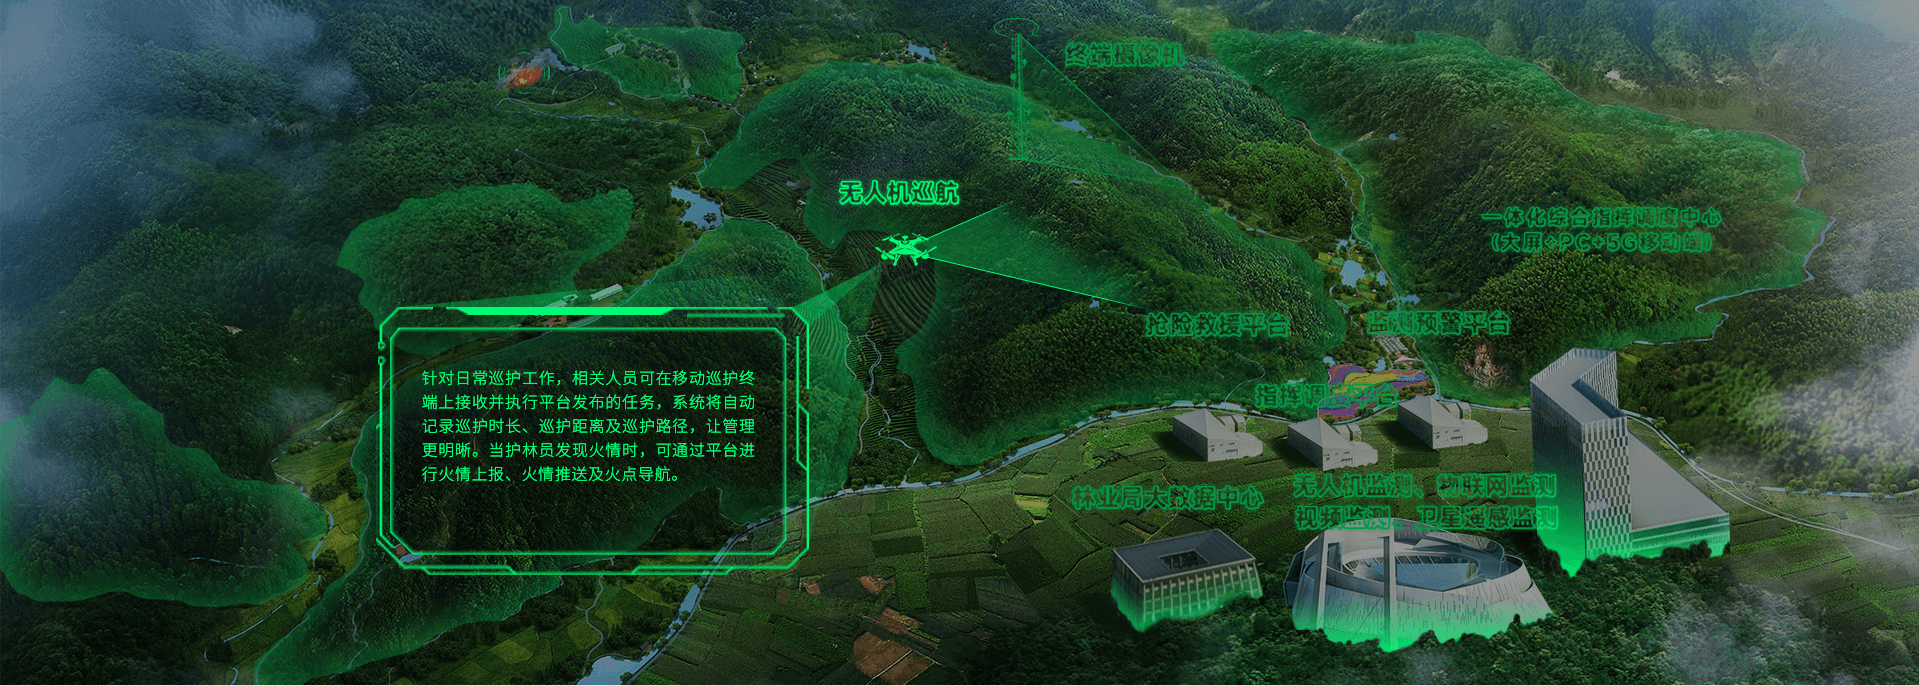 终端摄像机
无人机巡航
一体化综合指挥调度中心
(大屏+PC+5G移动端)
抢险救援平台
监测预警平台
指挥调 平台
针对日常巡护工作，相关人员可在移动巡护终
端上接收并执行平台发布的任务，系统将自动
记录巡护时长、巡护距离及巡护路径，让管理
更明晰。当护林员发现火情时，可通过平台进
行火情上报、火情推送及火点导航。
林业局大数据中心
无人机监测、物联网监测
视频监测、卫星遥感监测